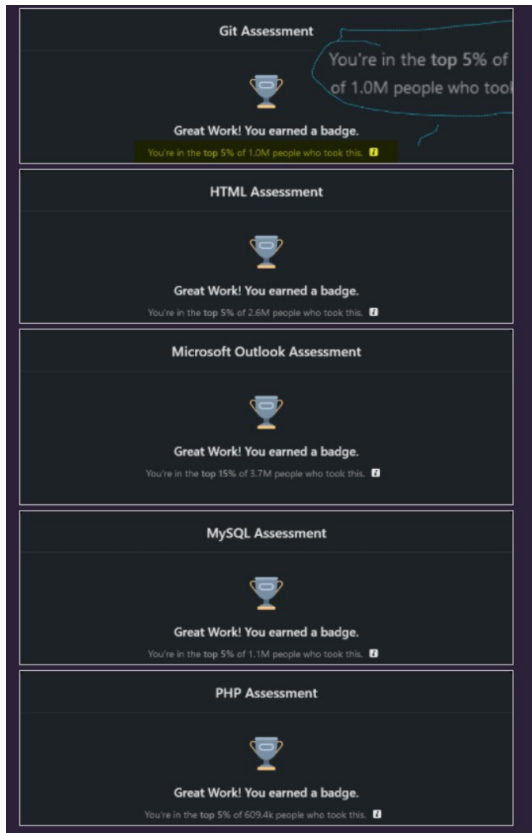 Git Assessment
You're in the top 5% of
of 1.0M people who took
Great Work! You earned a badge.
You're in the top 5% of 1.0M people who took this.
HTML Assessment
Great Work! You earned a badge.
You're in the top 5% of 2.6M people who took this.
Microsoft Outlook Assessment
Great Work! You earned a badge.
You're in the top 15% of 3.7M people who took this.
MySQL Assessment
Great Work! You earned a badge.
You're in the top 5% of 1.1M people who took this.
PHP Assessment
Great Work! You earned a badge.
You're in the top 5% of 609.4k people who took this.